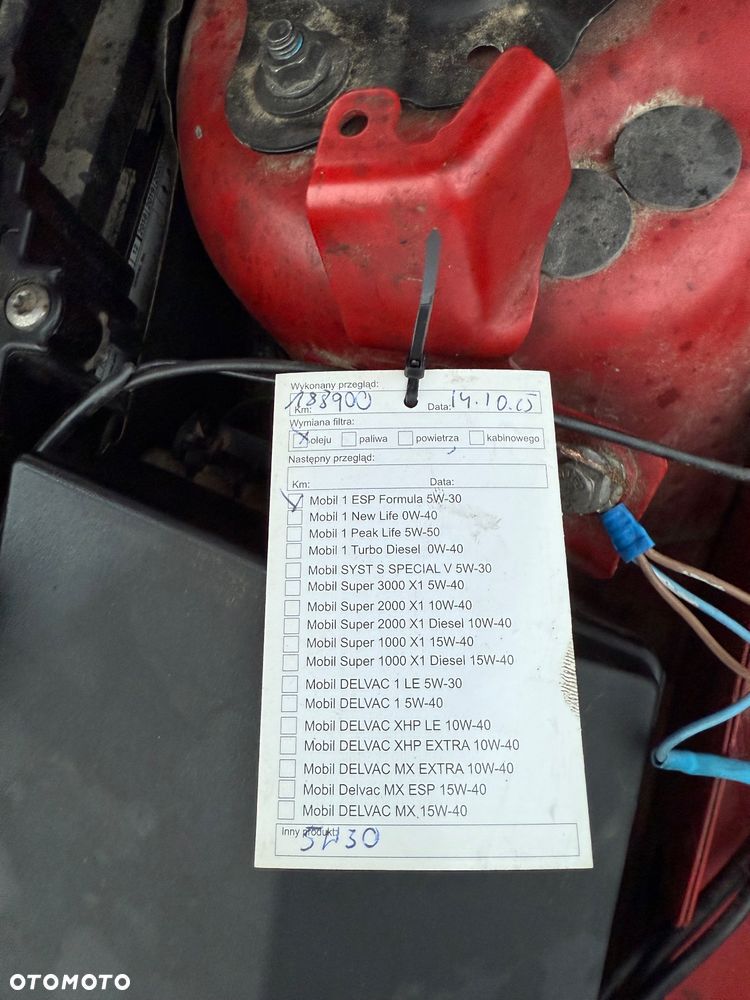 Wykonany przegląd:
Km: 183900 Data: 14.10.
Wymiana filtra:
X oleju paliwa powietrza kabinowego
Następny przegląd:
Km: Data:
Mobil 1 ESP Formula 5W-30
Mobil 1 New Life 0W-40
Mobil 1 Peak Life 5W-50
Mobil 1 Turbo Diesel 0W-40
Mobil SYST S SPECIAL V 5W-30
Mobil Super 3000 X1 5W-40
Mobil Super 2000 X1 10W-40
Mobil Super 2000 X1 Diesel 10W-40
Mobil Super 1000 X1 15W-40
Mobil Super 1000 X1 Diesel 15W-40
Mobil DELVAC 1 LE 5W-30
Mobil DELVAC 1 5W-40
Mobil DELVAC XHP LE 10W-40
Mobil DELVAC XHP EXTRA 10W-40
Mobil DELVAC MX EXTRA 10W-40
Mobil Delvac MX ESP 15W-40
Mobil DELVAC MX 15W-40
Inny produkt:
5W30
OTOMOTO